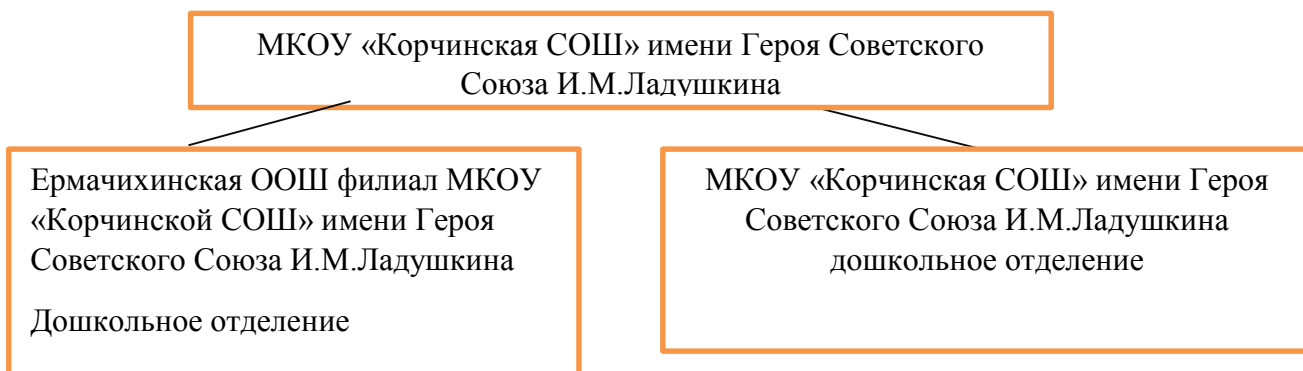 МКОУ «Корчинская СОШ» имени Героя Советского
Союза И.М.Ладушкина
Ермачихинская ООШ филиал МКОУ
«Корчинской СОШ» имени Героя
Советского Союза И.М.Ладушкина
Дошкольное отделение
МКОУ «Корчинская СОШ» имени Героя
Советского Союза И.М.Ладушкина
дошкольное отделение